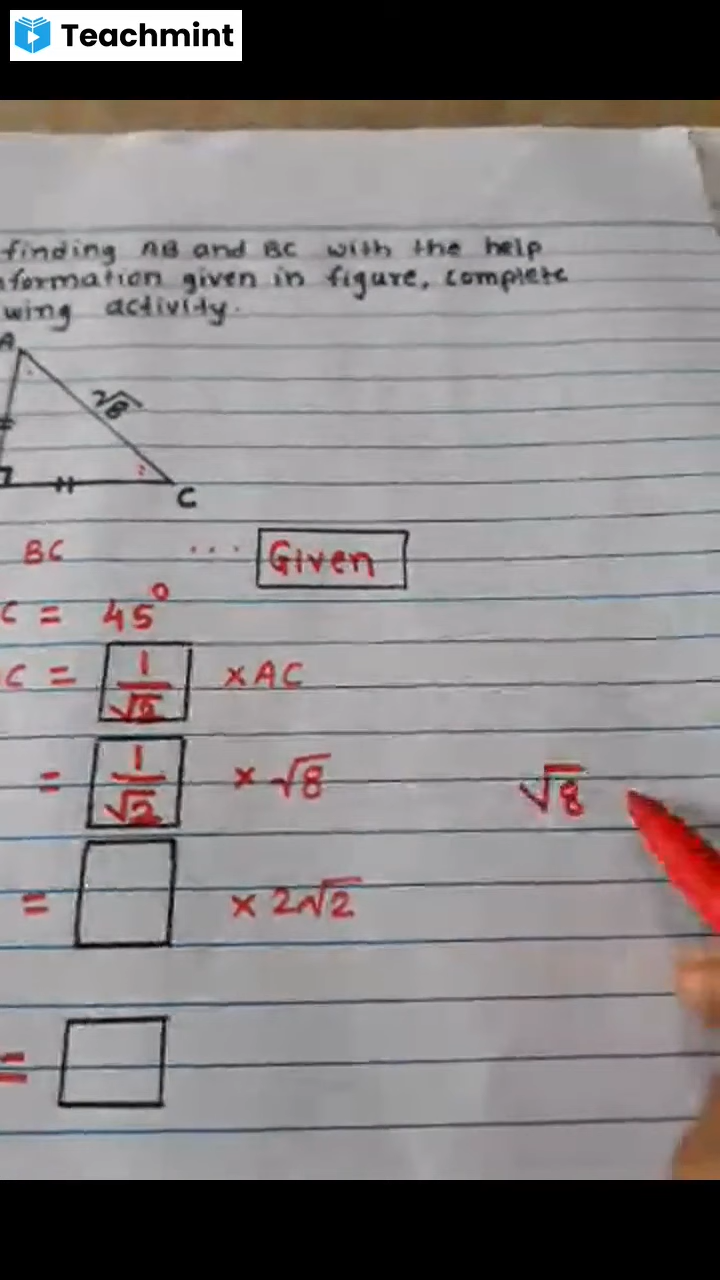 Teachmint
finding AB and BC with the help
formation given in figure, complete
wing activity.
A
√8
C
BC ... Given
C = 45°
C = 1/√2 × AC
= 1/√2 × √8
√8
= × 2√2
=